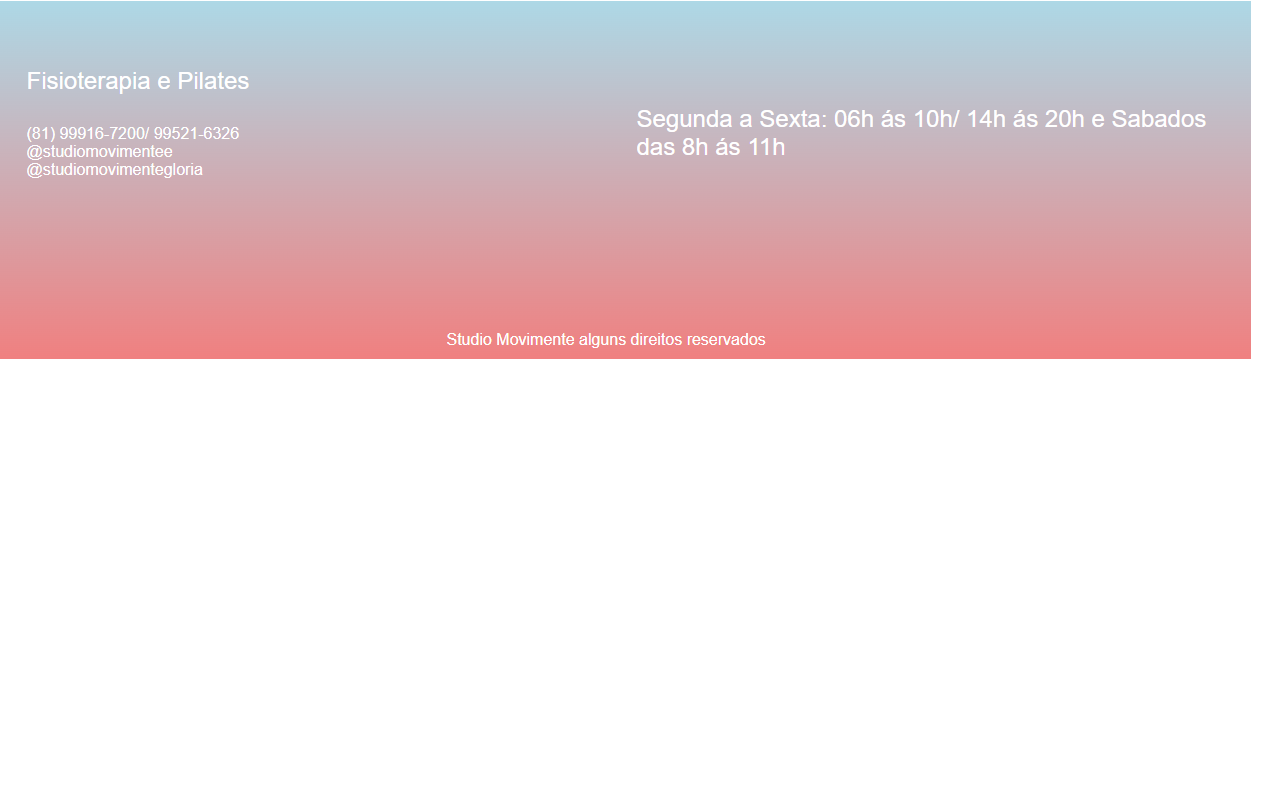 Fisioterapia e Pilates
(81) 99916-7200/ 99521-6326
@studiomovimentee
@studiomovimentegloria
Segunda a Sexta: 06h ás 10h/ 14h ás 20h e Sabados
das 8h ás 11h
Studio Movimente alguns direitos reservados